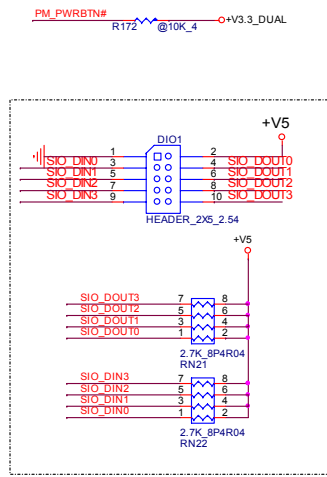 PM_PWRBTN#
R172 @10K_4 +V3.3_DUAL
+V5
DIO1
1 2
SIO_DIN0 3 4 SIO_DOUT0
SIO_DIN1 5 6 SIO_DOUT1
SIO_DIN2 7 8 SIO_DOUT2
SIO_DIN3 9 10 SIO_DOUT3
HEADER_2X5_2.54
+V5
SIO_DOUT3 7 8
SIO_DOUT2 5 6
SIO_DOUT1 3 4
SIO_DOUT0 1 2
2.7K_8P4R04
RN21
SIO_DIN3 7 8
SIO_DIN2 5 6
SIO_DIN1 3 4
SIO_DIN0 1 2
2.7K_8P4R04
RN22